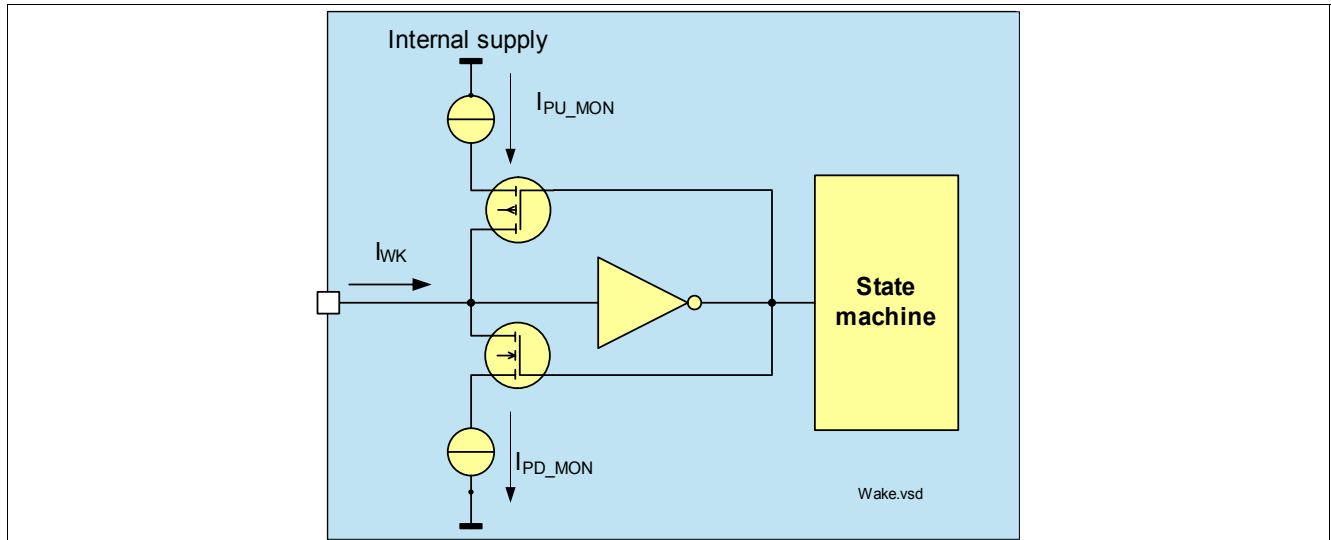 Internal supply
IPU_MON
IWK
State
machine
IPD_MON
Wake.vsd